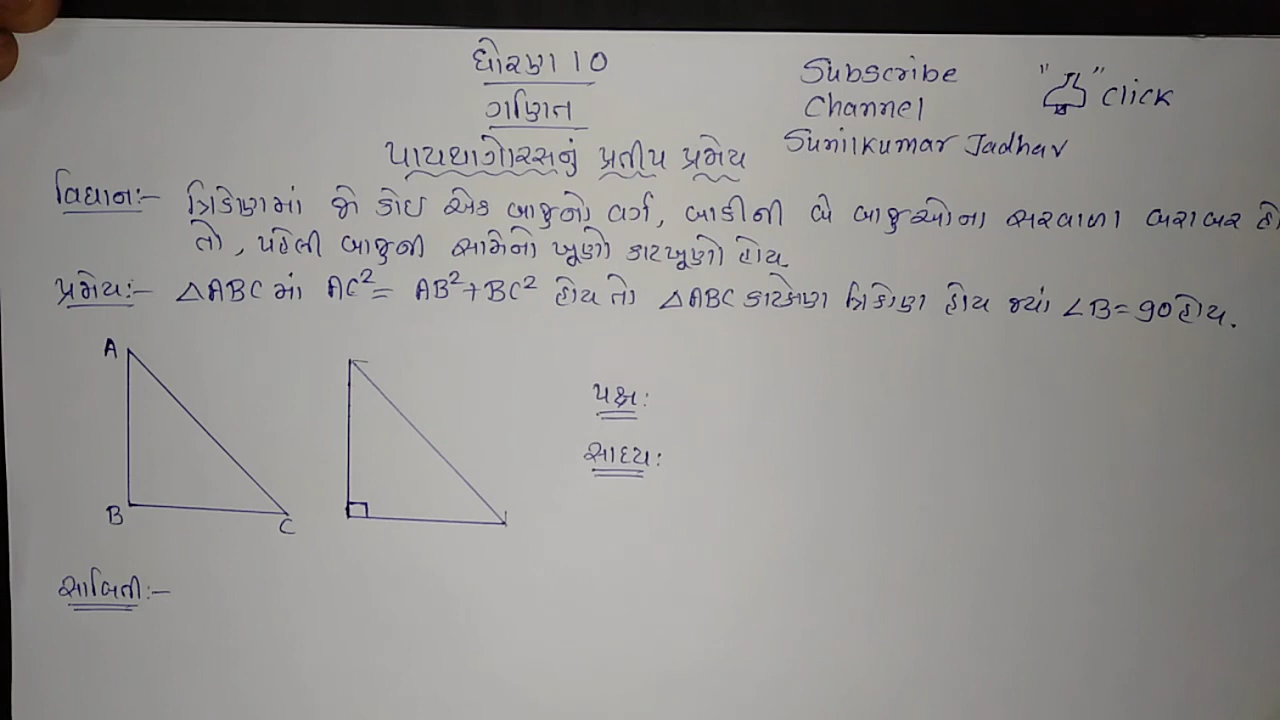 ધોરણ 10
ગણિત
પાયથાગોરસનું પ્રતીપ પ્રમેય
Subscribe
Channel
Sunilkumar Jadhav
" " click
વિધાન:- ત્રિકોણમાં જો કોઇ એક બાજુનો વર્ગ, બાકીની બે બાજુઓના સરવાળા બરાબર હો
તો, પહેલી બાજુની સામેનો ખૂણો કાટખૂણો હોય
પ્રમેય:- △ABC માં AC²= AB²+BC² હોય તો △ABC કાટકોણ ત્રિકોણ હોય જ્યાં ∠B=90 હોય.
A
B
C
પક્ષ:
સાધ્ય:
સાબિતી:-